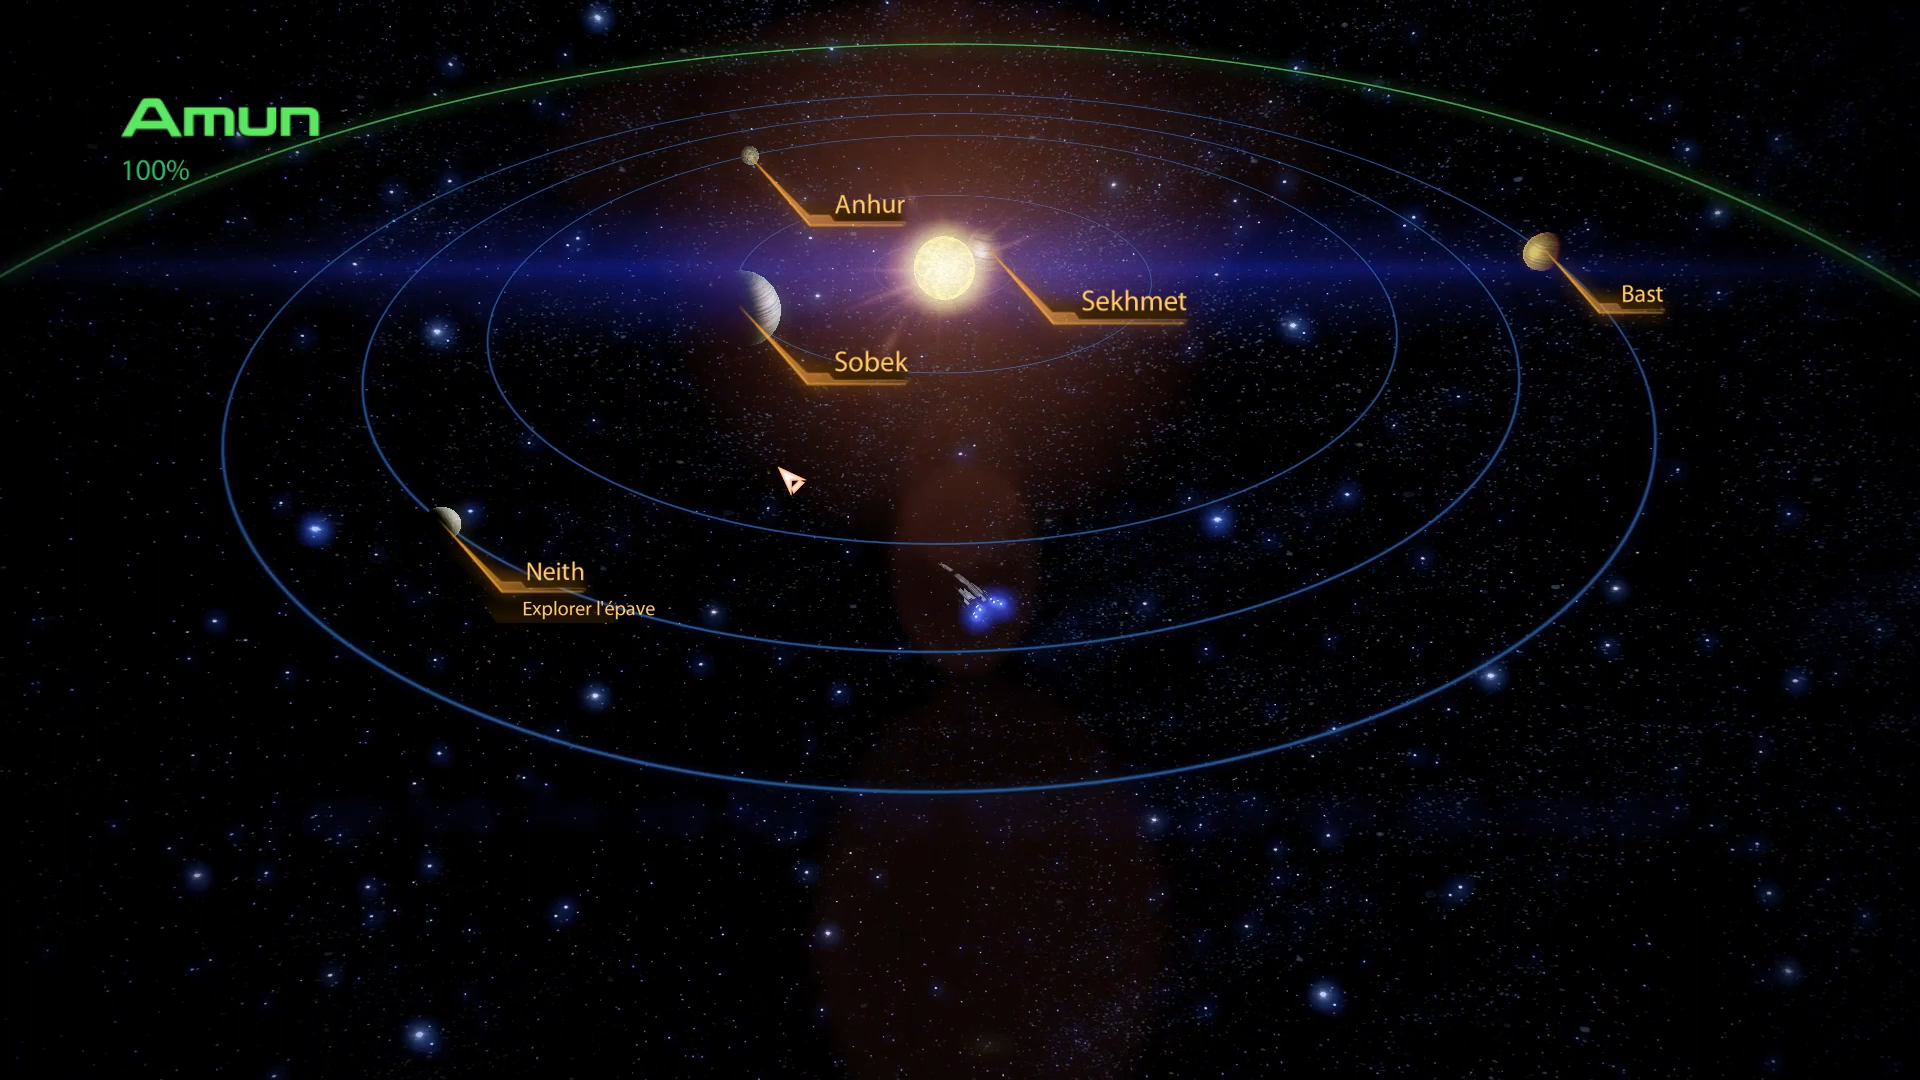 Amun
100%
Anhur
Sekhmet
Bast
Sobek
Neith
Explorer l'épave